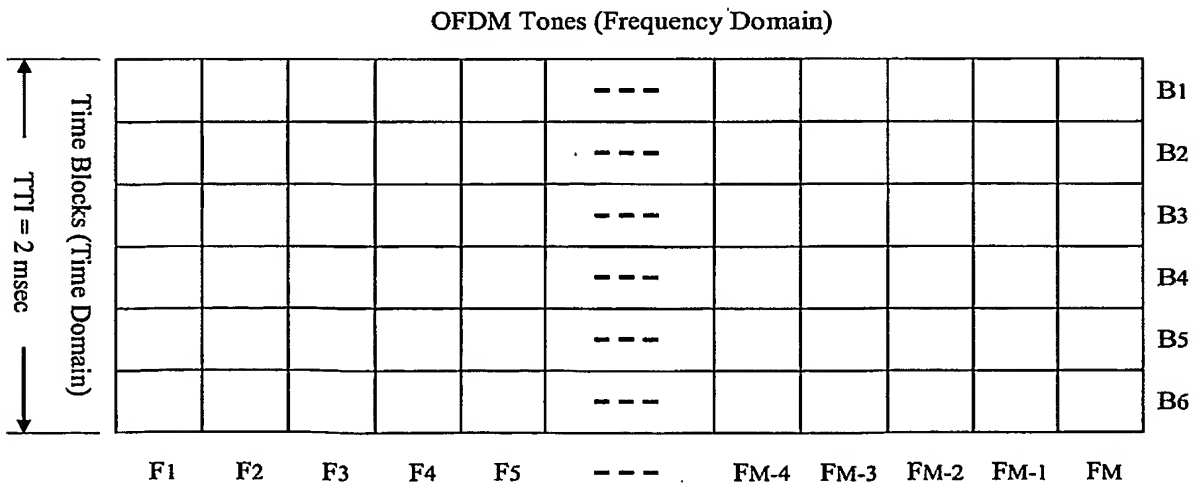 OFDM Tones (Frequency Domain)
TTI = 2 msec
Time Blocks (Time Domain)
--- B1
--- B2
--- B3
--- B4
--- B5
--- B6
F1 F2 F3 F4 F5 --- FM-4 FM-3 FM-2 FM-1 FM